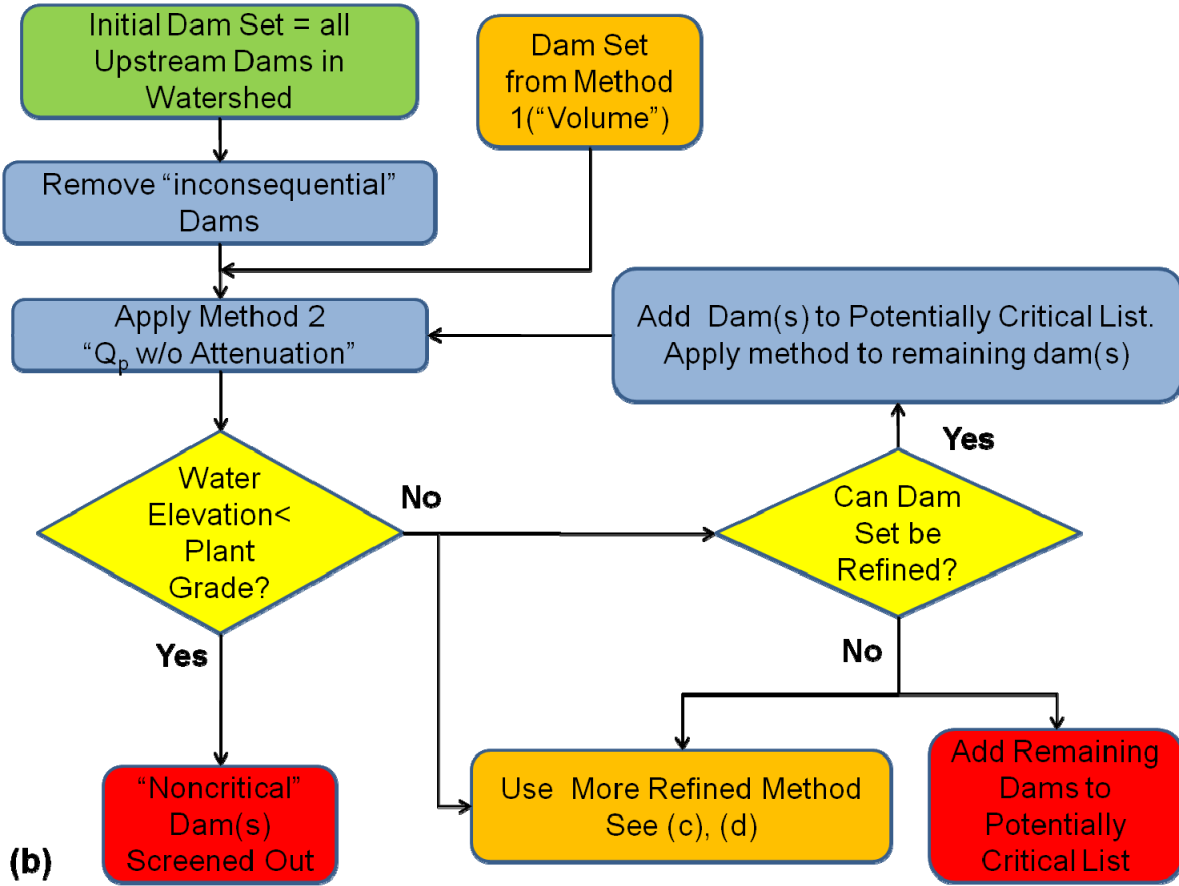 Initial Dam Set = all
Upstream Dams in
Watershed
Dam Set
from Method
1(“Volume”)
Remove “inconsequential”
Dams
Apply Method 2
“Qp w/o Attenuation”
Add Dam(s) to Potentially Critical List.
Apply method to remaining dam(s)
Water
Elevation<
Plant
Grade?
No
Yes
Can Dam
Set be
Refined?
Yes
No
“Noncritical”
Dam(s)
Screened Out
Use More Refined Method
See (c), (d)
Add Remaining
Dams to
Potentially
Critical List
(b)